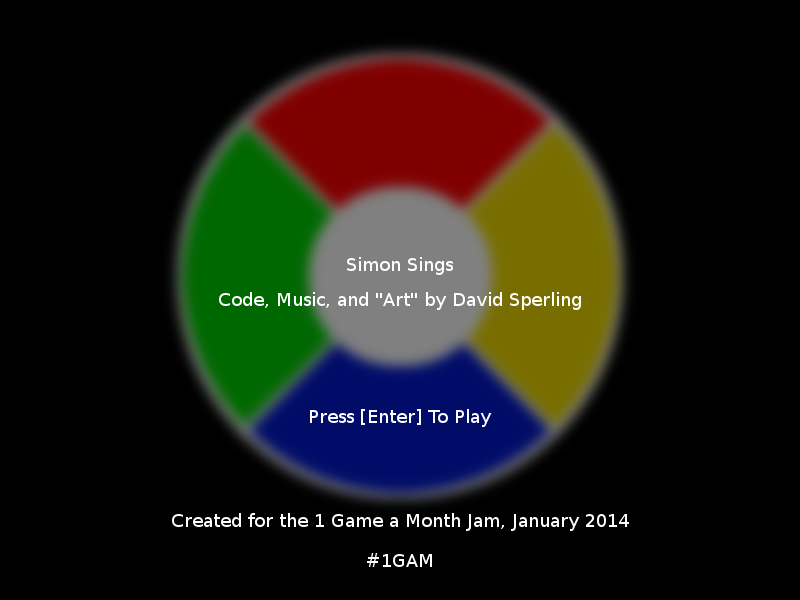 Simon Sings
Code, Music, and "Art" by David Sperling
Press [Enter] To Play
Created for the 1 Game a Month Jam, January 2014
#1GAM